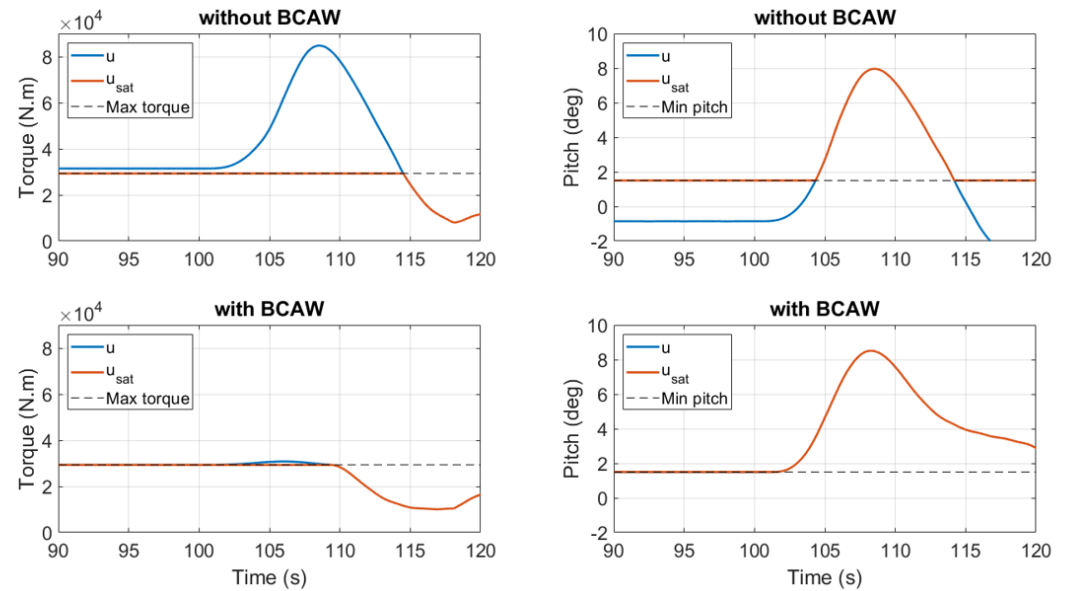 without BCAW
×10⁴
Torque (N.m)
8
6
4
2
0
u
u_sat
Max torque
90 95 100 105 110 115 120
without BCAW
Pitch (deg)
10
8
6
4
2
0
-2
u
u_sat
Min pitch
90 95 100 105 110 115 120
with BCAW
×10⁴
Torque (N.m)
8
6
4
2
0
u
u_sat
Max torque
90 95 100 105 110 115 120
Time (s)
with BCAW
Pitch (deg)
10
8
6
4
2
0
-2
u
u_sat
Min pitch
90 95 100 105 110 115 120
Time (s)